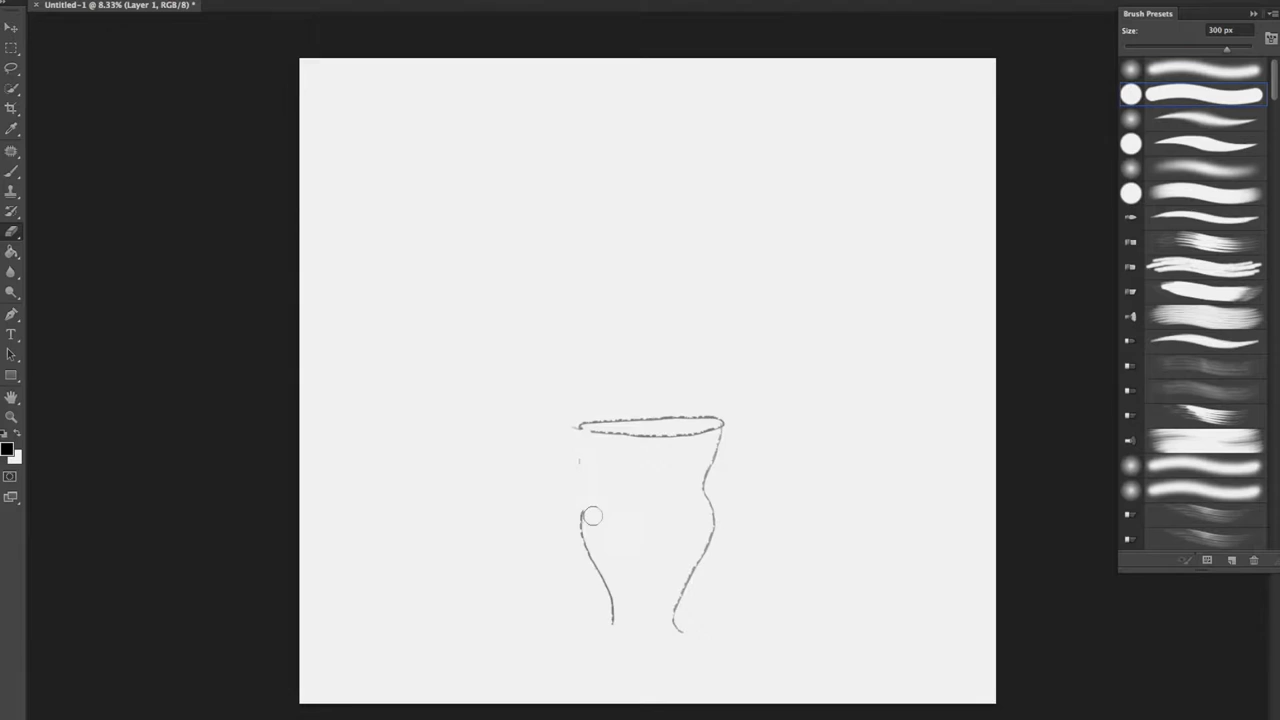 Untitled-1 @ 8.33% (Layer 1, RGB/8) *
Brush Presets
Size:
300 px
T